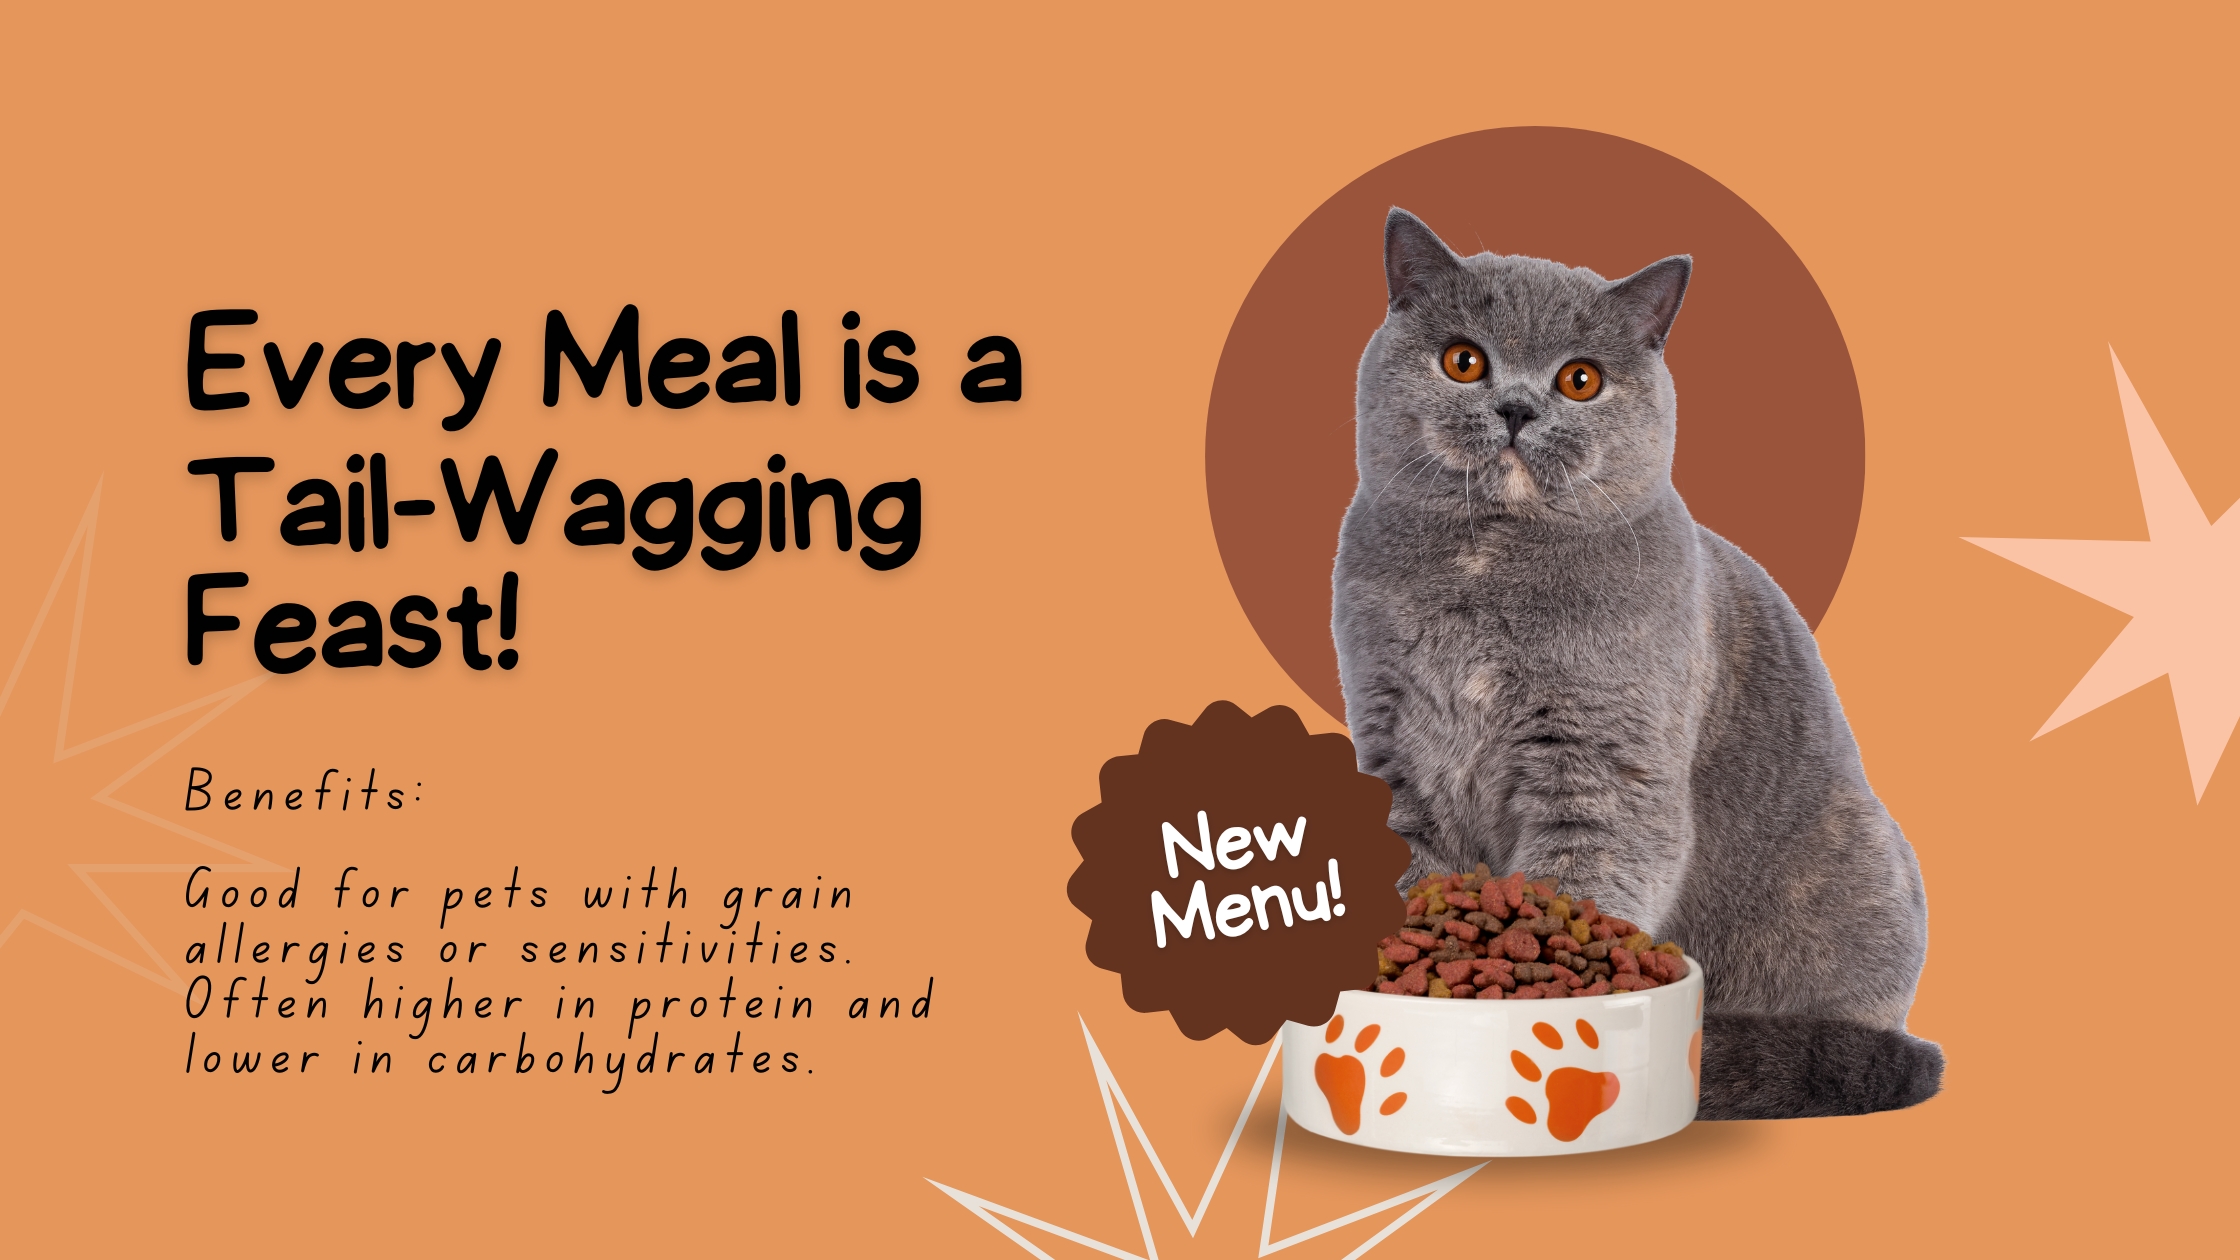 Every Meal is a
Tail-Wagging
Feast!
Benefits:
Good for pets with grain
allergies or sensitivities.
Often higher in protein and
lower in carbohydrates.
New
Menu!